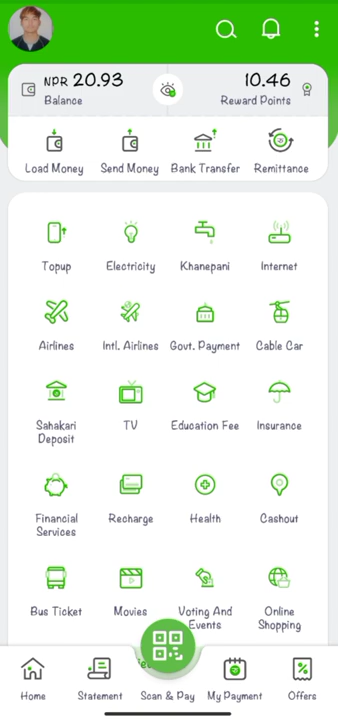 NPR 20.93
Balance
10.46
Reward Points
Load Money
Send Money
Bank Transfer
Remittance
Topup
Electricity
Khanepani
Internet
Airlines
Intl. Airlines
Govt. Payment
Cable Car
Sahakari
Deposit
TV
Education Fee
Insurance
Financial
Services
Recharge
Health
Cashout
Bus Ticket
Movies
Voting And
Events
Online
Shopping
Home
Statement
Scan & Pay
My Payment
Offers